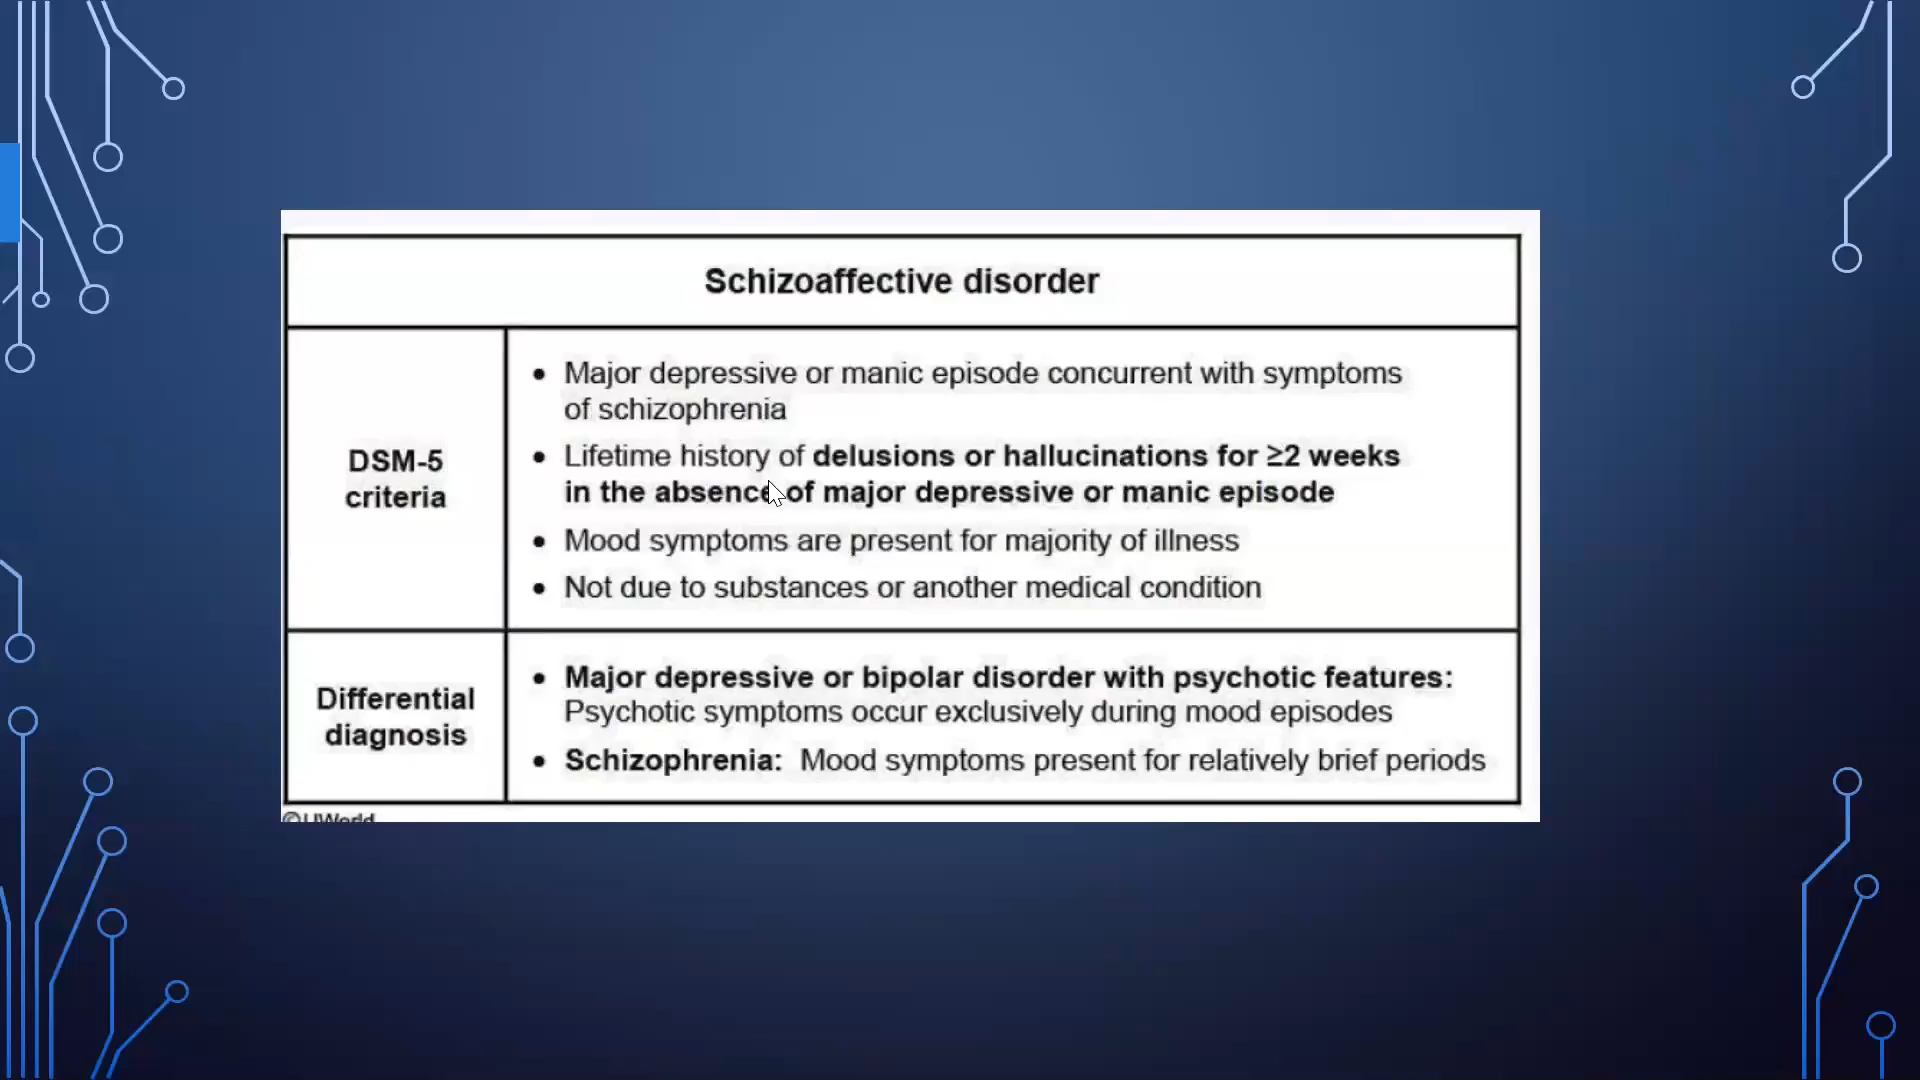 Schizoaffective disorder
DSM-5
criteria
• Major depressive or manic episode concurrent with symptoms
of schizophrenia
• Lifetime history of delusions or hallucinations for ≥2 weeks
in the absence of major depressive or manic episode
• Mood symptoms are present for majority of illness
• Not due to substances or another medical condition
Differential
diagnosis
• Major depressive or bipolar disorder with psychotic features:
Psychotic symptoms occur exclusively during mood episodes
• Schizophrenia: Mood symptoms present for relatively brief periods
©UWorld